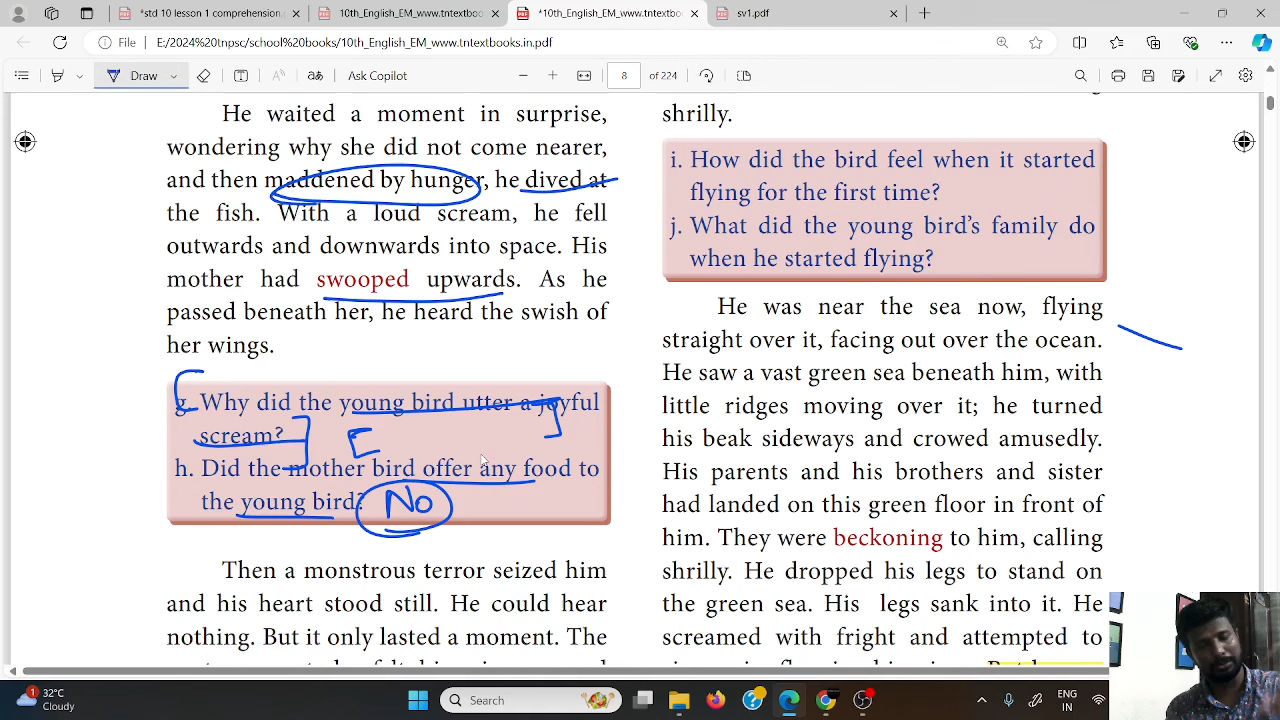 *std 10 lesson 1 comprehension,
10th_English_EM_www.tntextbooks
*10th_English_EM_www.tntextbook
sv1.pdf
File
E:/2024%20tnpsc/school%20books/10th_English_EM_www.tntextbooks.in.pdf
Draw
Ask Copilot
8
of 224
He waited a moment in surprise,
wondering why she did not come nearer,
and then maddened by hunger, he dived at
the fish. With a loud scream, he fell
outwards and downwards into space. His
mother had swooped upwards. As he
passed beneath her, he heard the swish of
her wings.
g. Why did the young bird utter a joyful
scream?
h. Did the mother bird offer any food to
the young bird?
No
Then a monstrous terror seized him
and his heart stood still. He could hear
nothing. But it only lasted a moment. The
shrilly.
i. How did the bird feel when it started
flying for the first time?
j. What did the young bird's family do
when he started flying?
He was near the sea now, flying
straight over it, facing out over the ocean.
He saw a vast green sea beneath him, with
little ridges moving over it; he turned
his beak sideways and crowed amusedly.
His parents and his brothers and sister
had landed on this green floor in front of
him. They were beckoning to him, calling
shrilly. He dropped his legs to stand on
the green sea. His legs sank into it. He
screamed with fright and attempted to
1
32°C
Cloudy
Search
ENG
IN